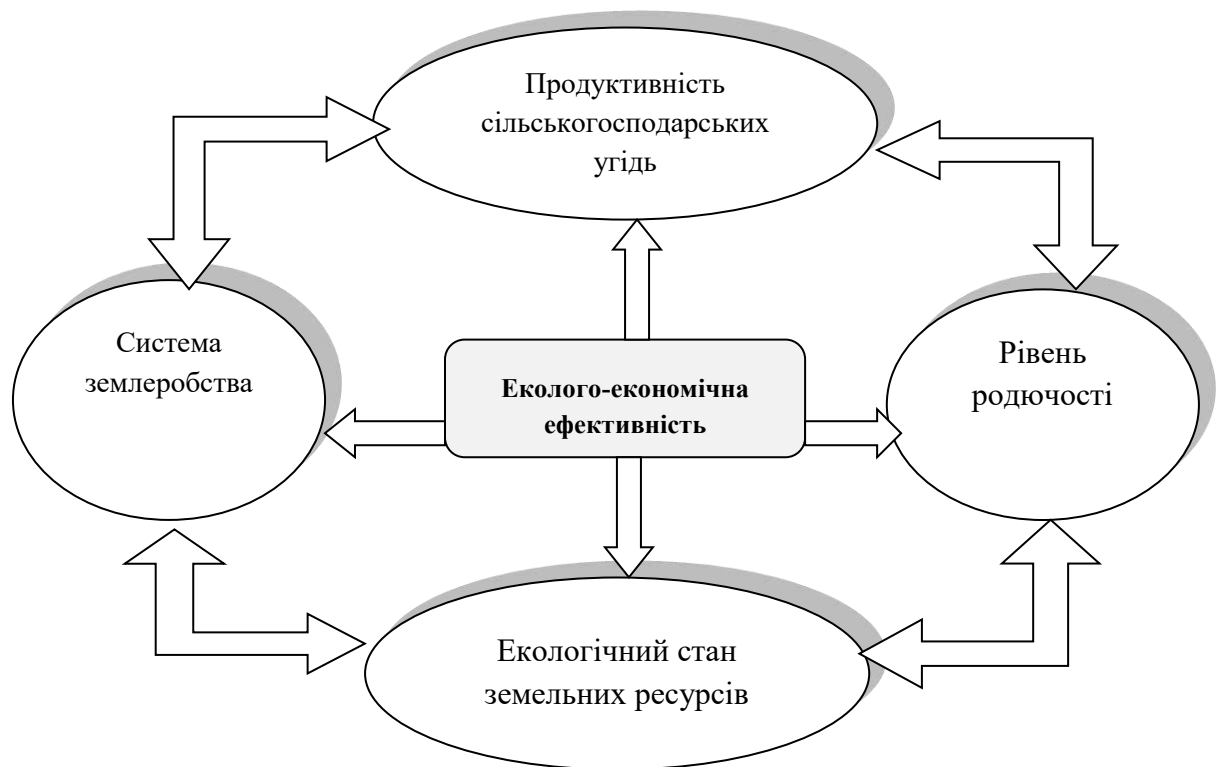 Продуктивність
сільськогосподарських
угідь
Система
землеробства
Еколого-економічна
ефективність
Рівень
родючості
Екологічний стан
земельних ресурсів